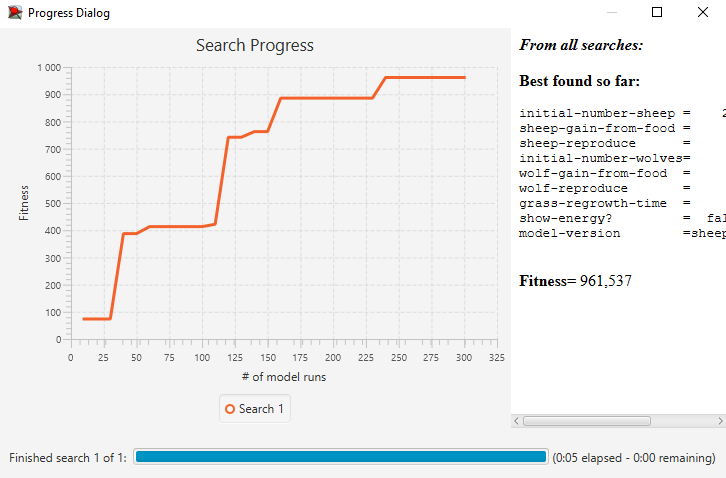 Progress Dialog
Search Progress
1 000
900
800
700
600
500
400
300
200
100
0
Fitness
0 25 50 75 100 125 150 175 200 225 250 275 300 325
# of model runs
Search 1
From all searches:
Best found so far:
initial-number-sheep = 2
sheep-gain-from-food =
sheep-reproduce =
initial-number-wolves=
wolf-gain-from-food =
wolf-reproduce =
grass-regrowth-time =
show-energy? = fal
model-version =sheep
Fitness= 961,537
Finished search 1 of 1: (0:05 elapsed - 0:00 remaining)